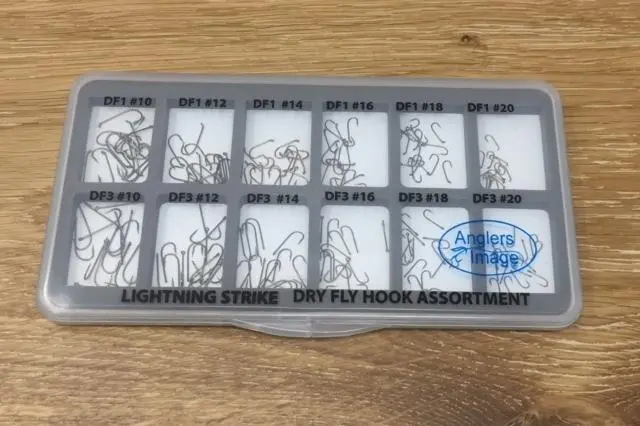 DF1 #10 DF1 #12 DF1 #14 DF1 #16 DF1 #18 DF1 #20
DF3 #10 DF3 #12 DF3 #14 DF3 #16 DF3 #18 DF3 #20
Anglers
Image
LIGHTNING STRIKE DRY FLY HOOK ASSORTMENT